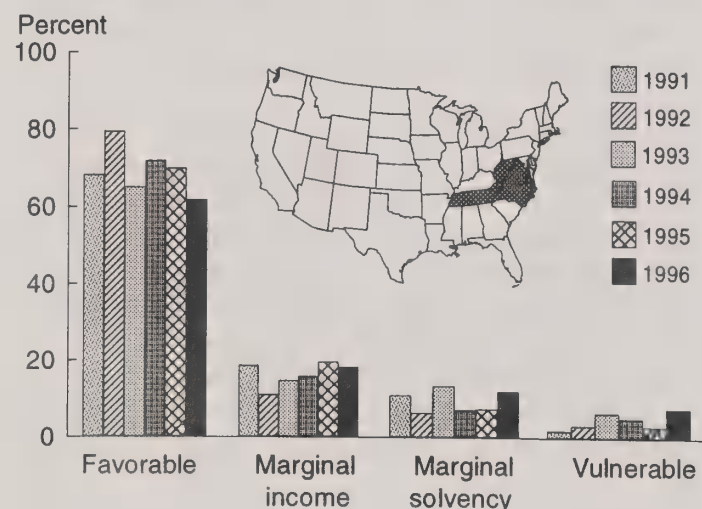 Percent
100
80
60
40
20
0
1991
1992
1993
1994
1995
1996
Favorable
Marginal
income
Marginal
solvency
Vulnerable